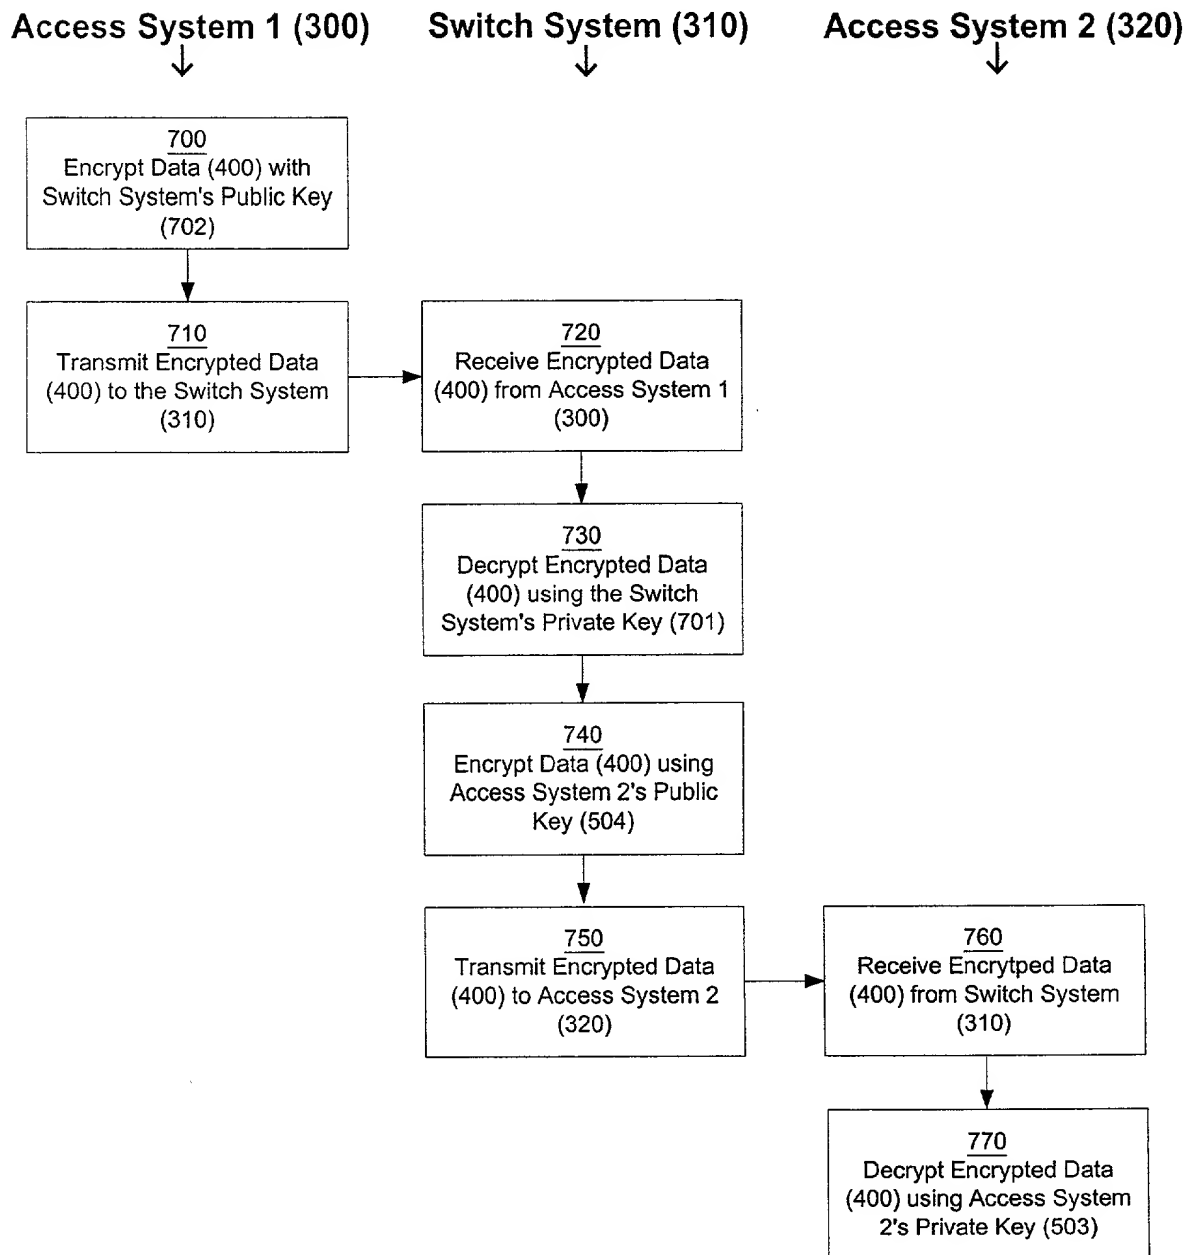 Access System 1 (300)
Switch System (310)
Access System 2 (320)
700
Encrypt Data (400) with
Switch System's Public Key
(702)
710
Transmit Encrypted Data
(400) to the Switch System
(310)
720
Receive Encrypted Data
(400) from Access System 1
(300)
730
Decrypt Encrypted Data
(400) using the Switch
System's Private Key (701)
740
Encrypt Data (400) using
Access System 2's Public
Key (504)
750
Transmit Encrypted Data
(400) to Access System 2
(320)
760
Receive Encrytped Data
(400) from Switch System
(310)
770
Decrypt Encrypted Data
(400) using Access System
2's Private Key (503)